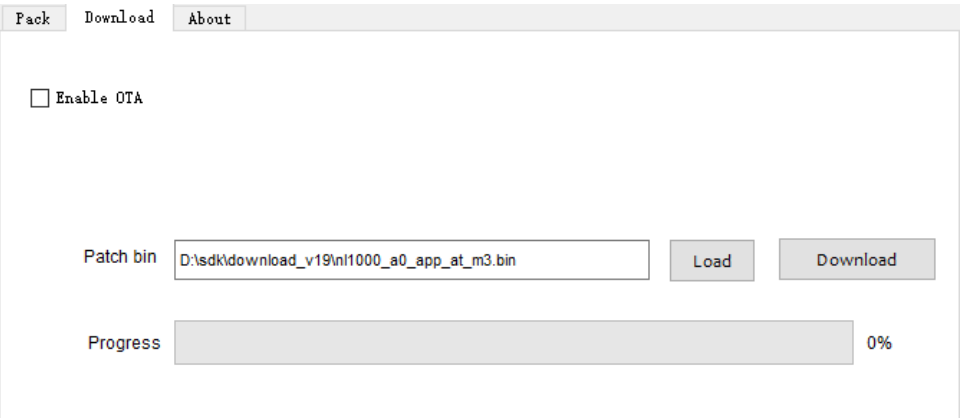 Pack Download About
Enable OTA
Patch bin D:\sdk\download_v19\nl1000_a0_app_at_m3.bin Load Download
Progress 0%